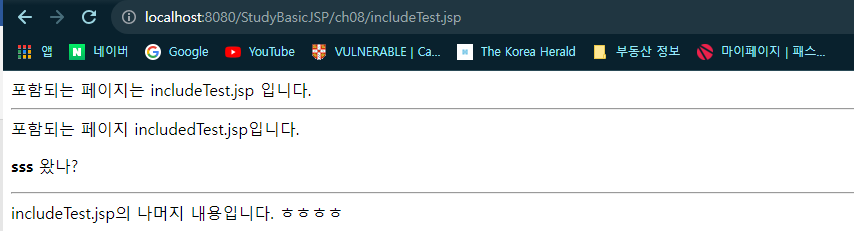 localhost:8080/StudyBasicJSP/ch08/includeTest.jsp
앱 네이버 Google YouTube VULNERABLE | Ca... The Korea Herald 부동산 정보 마이페이지 | 패스...
포함되는 페이지는 includeTest.jsp 입니다.
포함되는 페이지 includedTest.jsp입니다.
sss 왔나?
includeTest.jsp의 나머지 내용입니다. ㅎㅎㅎㅎ